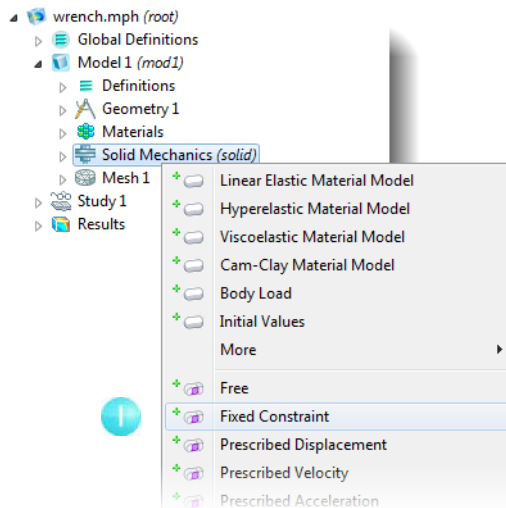 wrench.mph (root)
Global Definitions
Model 1 (mod1)
Definitions
Geometry 1
Materials
Solid Mechanics (solid)
Mesh 1
Study 1
Results
Linear Elastic Material Model
Hyperelastic Material Model
Viscoelastic Material Model
Cam-Clay Material Model
Body Load
Initial Values
More
Free
1
Fixed Constraint
Prescribed Displacement
Prescribed Velocity
Prescribed Acceleration